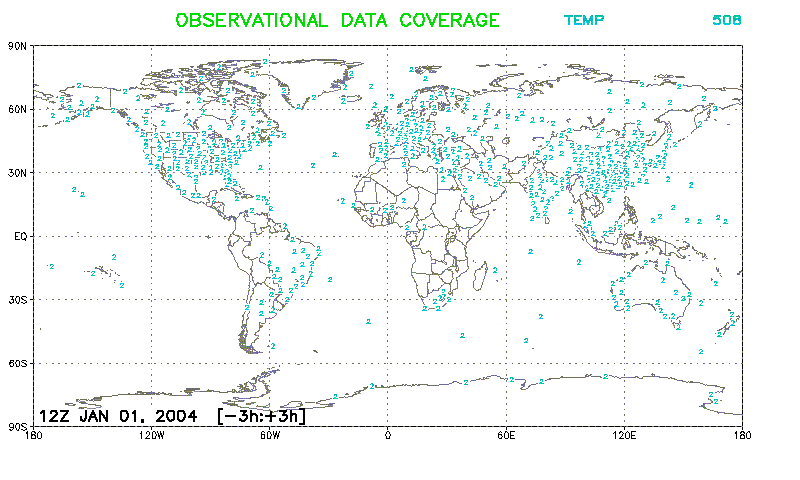 OBSERVATIONAL DATA COVERAGE TEMP 508
90N
60N
30N
EQ
30S
60S
90S
12Z JAN 01, 2004 [-3h:+3h]
180 120W 60W 0 60E 120E 180